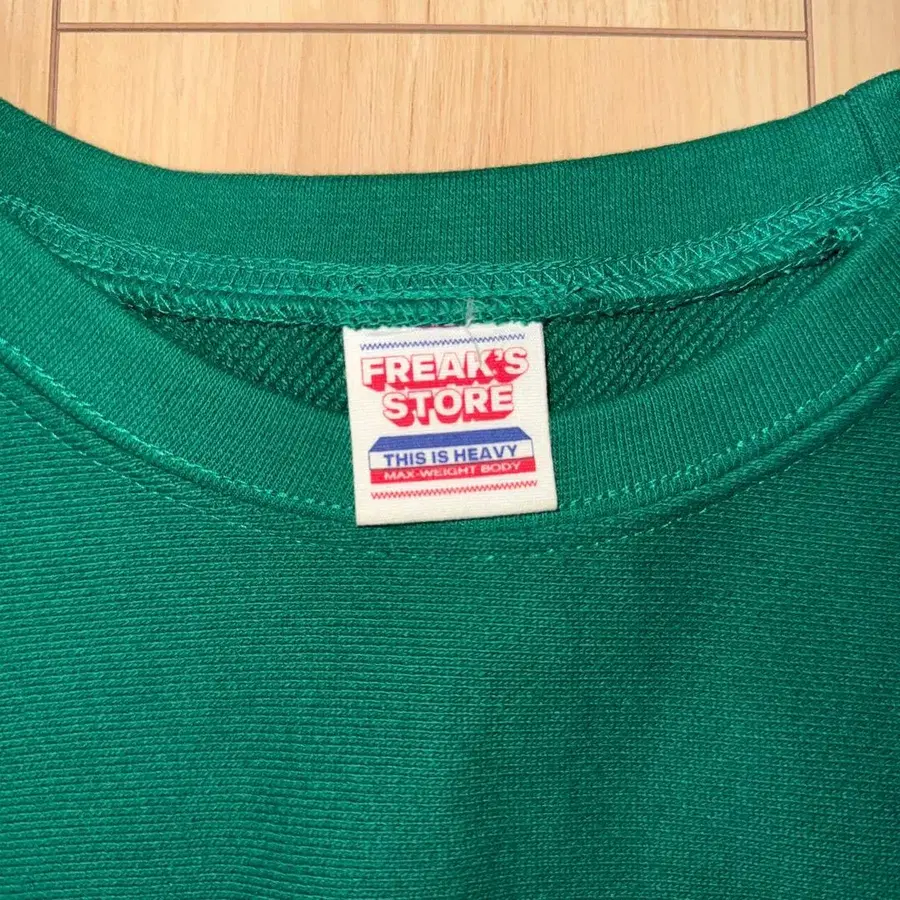 FREAK'S
STORE
THIS IS HEAVY
MAX-WEIGHT BODY